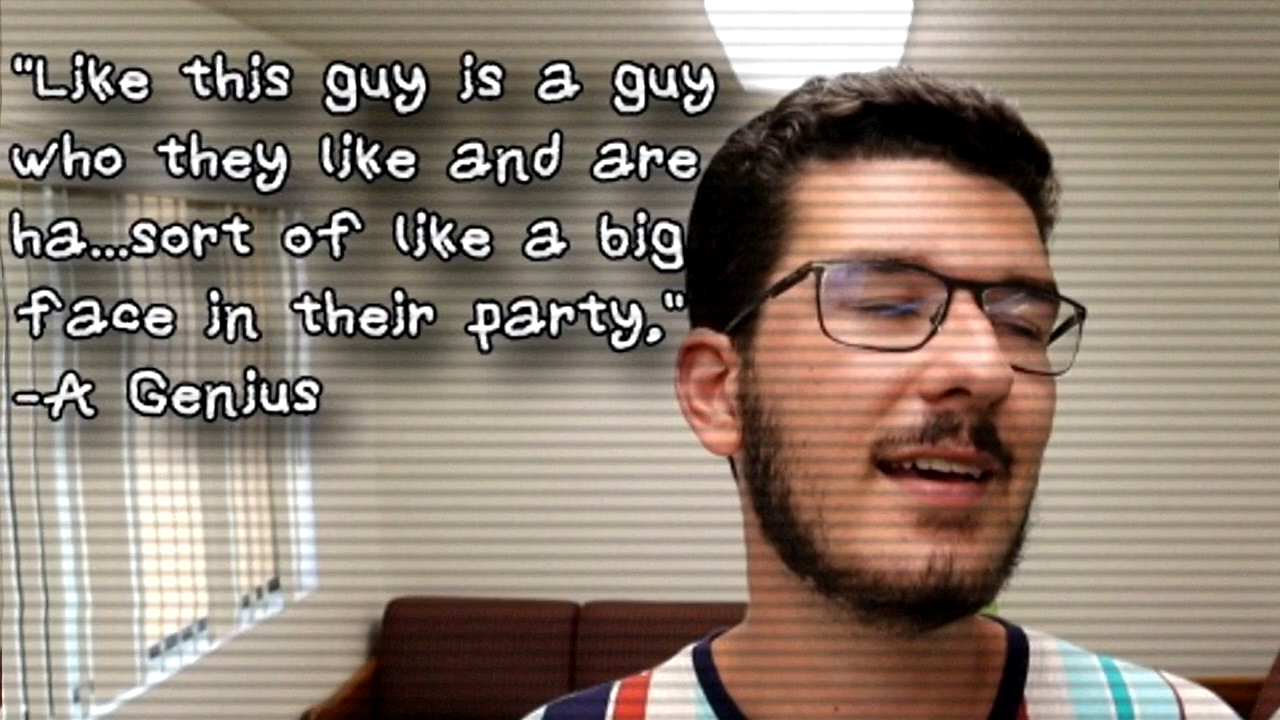 "Like this guy is a guy
who they like and are
ha...sort of like a big
face in their party."
-A Genius